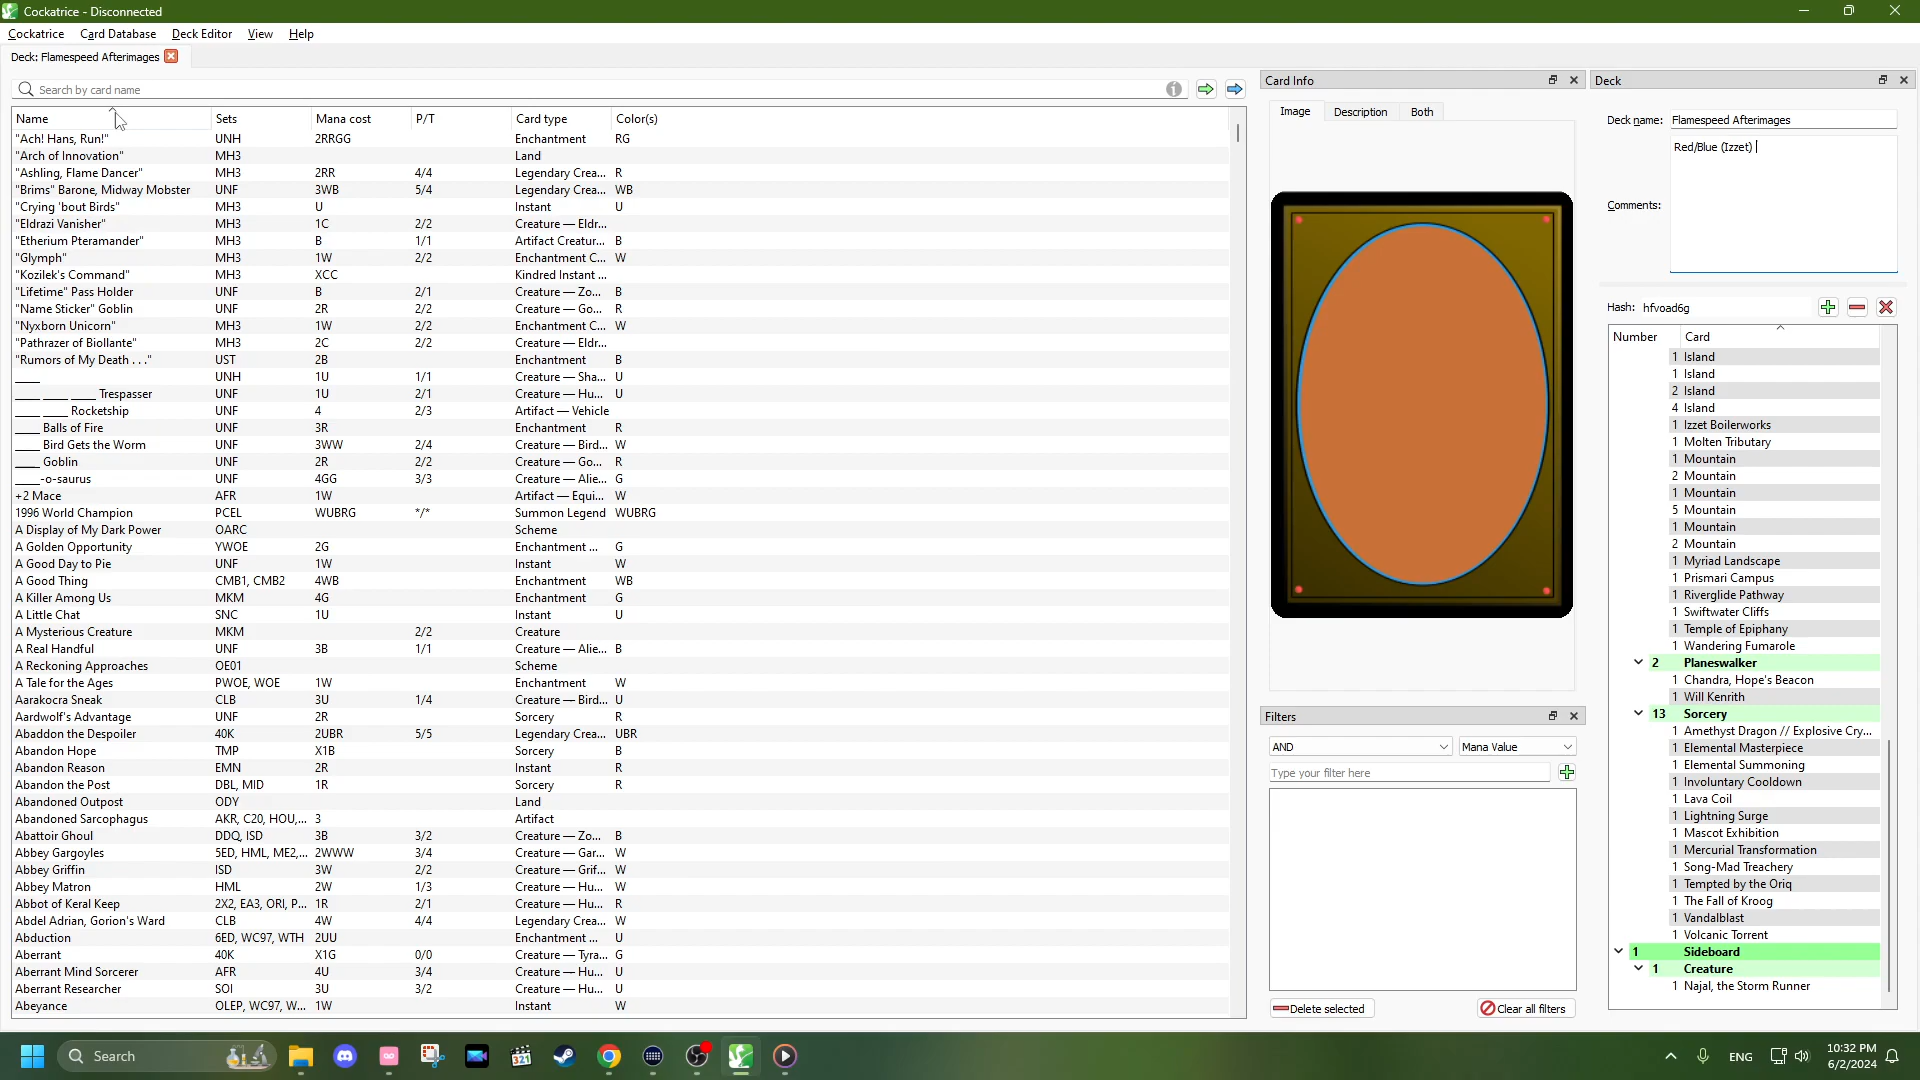 Cockatrice - Disconnected
Cockatrice Card Database Deck Editor View Help
Deck: Flamespeed Afterimages
Search by card name
Name Sets Mana cost P/T Card type Color(s)
"Ach! Hans, Run!" UNH 2RRGG Enchantment RG
"Arch of Innovation" MH3 Land
"Ashling, Flame Dancer" MH3 2RR 4/4 Legendary Crea... R
"Brims" Barone, Midway Mobster UNF 3WB 5/4 Legendary Crea... WB
"Crying 'bout Birds" MH3 U Instant U
"Eldrazi Vanisher" MH3 1C 2/2 Creature — Eldr...
"Etherium Pteramander" MH3 B 1/1 Artifact Creatur... B
"Glymph" MH3 1W 2/2 Enchantment C... W
"Kozilek's Command" MH3 XCC Kindred Instant ...
"Lifetime" Pass Holder UNF B 2/1 Creature — Zo... B
"Name Sticker" Goblin UNF 2R 2/2 Creature — Go... R
"Nyxborn Unicorn" MH3 1W 2/2 Enchantment C... W
"Pathrazer of Biollante" MH3 2C 2/2 Creature — Eldr...
"Rumors of My Death . . ." UST 2B Enchantment B
____ UNH 1U 1/1 Creature — Sha... U
____ ____ ____ Trespasser UNF 1U 2/1 Creature — Hu... U
____ ____ Rocketship UNF 4 2/3 Artifact — Vehicle
____ Balls of Fire UNF 3R Enchantment R
____ Bird Gets the Worm UNF 3WW 2/4 Creature — Bird... W
____ Goblin UNF 2R 2/2 Creature — Go... R
____-o-saurus UNF 4GG 3/3 Creature — Alie... G
+2 Mace AFR 1W Artifact — Equi... W
1996 World Champion PCEL WUBRG */* Summon Legend WUBRG
A Display of My Dark Power OARC Scheme
A Golden Opportunity YWOE 2G Enchantment ... G
A Good Day to Pie UNF 1W Instant W
A Good Thing CMB1, CMB2 4WB Enchantment WB
A Killer Among Us MKM 4G Enchantment G
A Little Chat SNC 1U Instant U
A Mysterious Creature MKM 2/2 Creature
A Real Handful UNF 3B 1/1 Creature — Alie... B
A Reckoning Approaches OE01 Scheme
A Tale for the Ages PWOE, WOE 1W Enchantment W
Aarakocra Sneak CLB 3U 1/4 Creature — Bird... U
Aardwolf's Advantage UNF 2R Sorcery R
Abaddon the Despoiler 40K 2UBR 5/5 Legendary Crea... UBR
Abandon Hope TMP X1B Sorcery B
Abandon Reason EMN 2R Instant R
Abandon the Post DBL, MID 1R Sorcery R
Abandoned Outpost ODY Land
Abandoned Sarcophagus AKR, C20, HOU,... 3 Artifact
Abattoir Ghoul DDQ, ISD 3B 3/2 Creature — Zo... B
Abbey Gargoyles 5ED, HML, ME2,... 2WWW 3/4 Creature — Gar... W
Abbey Griffin ISD 3W 2/2 Creature — Grif... W
Abbey Matron HML 2W 1/3 Creature — Hu... W
Abbot of Keral Keep 2X2, EA3, ORI, P... 1R 2/1 Creature — Hu... R
Abdel Adrian, Gorion's Ward CLB 4W 4/4 Legendary Crea... W
Abduction 6ED, WC97, WTH 2UU Enchantment ... U
Aberrant 40K X1G 0/0 Creature — Tyra... G
Aberrant Mind Sorcerer AFR 4U 3/4 Creature — Hu... U
Aberrant Researcher SOI 3U 3/2 Creature — Hu... U
Abeyance OLEP, WC97, W... 1W Instant W
Card Info
Image Description Both
Filters
AND Mana Value
Type your filter here
Delete selected Clear all filters
Deck
Deck name: Flamespeed Afterimages
Red/Blue (Izzet)
Comments:
Hash: hfvoad6g
Number Card
1 Island
1 Island
2 Island
4 Island
1 Izzet Boilerworks
1 Molten Tributary
1 Mountain
2 Mountain
1 Mountain
5 Mountain
1 Mountain
2 Mountain
1 Myriad Landscape
1 Prismari Campus
1 Riverglide Pathway
1 Swiftwater Cliffs
1 Temple of Epiphany
1 Wandering Fumarole
2 Planeswalker
1 Chandra, Hope's Beacon
1 Will Kenrith
13 Sorcery
1 Amethyst Dragon // Explosive Cry...
1 Elemental Masterpiece
1 Elemental Summoning
1 Involuntary Cooldown
1 Lava Coil
1 Lightning Surge
1 Mascot Exhibition
1 Mercurial Transformation
1 Song-Mad Treachery
1 Tempted by the Oriq
1 The Fall of Kroog
1 Vandalblast
1 Volcanic Torrent
1 Sideboard
1 Creature
1 Najal, the Storm Runner
Search
321
ENG
10:32 PM
6/2/2024